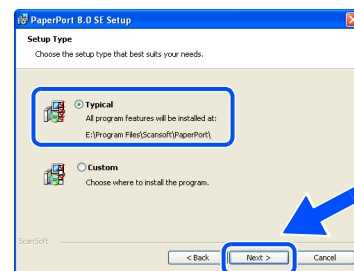 PaperPort 8.0 SE Setup
Setup Type
Choose the setup type that best suits your needs.
Typical
All program features will be installed at:
E:\Program Files\Scansoft\PaperPort\
Custom
Choose where to install the program.
ScanSoft
< Back Next > Cancel